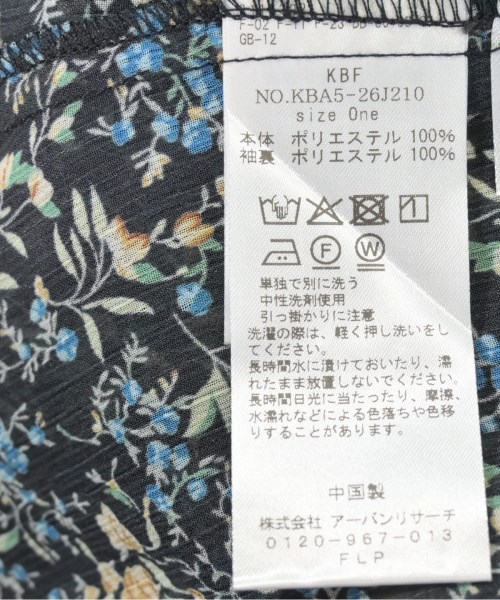 GB-12
KBF
NO.KBA5-26J210
size One
本体 ポリエステル 100%
袖裏 ポリエステル 100%
単独で別に洗う
中性洗剤使用
引っ掛かりに注意
洗濯の際は、軽く押し洗いをし
てください。
長時間水に漬けておいたり、濡
れたまま放置しないでください。
長時間日光に当たったり、摩擦、
水濡れなどによる色落ちや色移
りすることがあります。
中国製
株式会社 アーバンリサーチ
0120-967-013
FLP